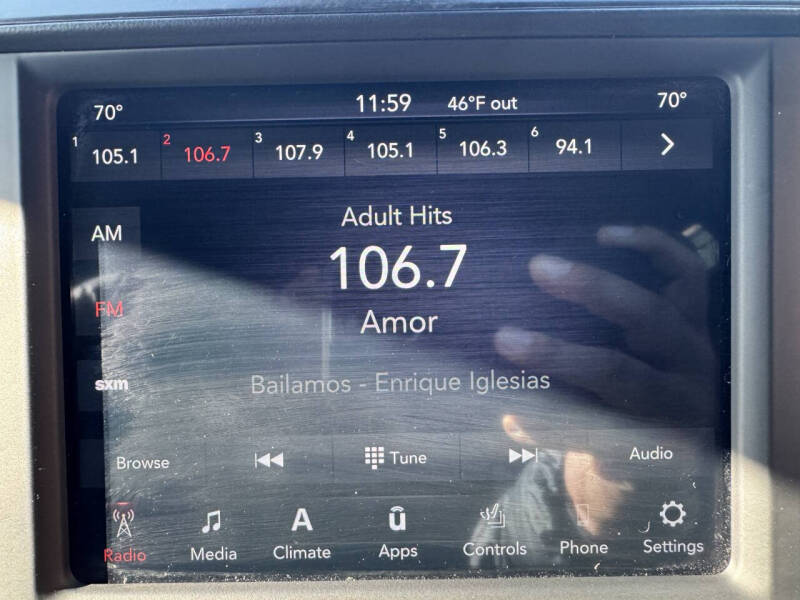 70° 11:59 46°F out 70°
1 105.1 2 106.7 3 107.9 4 105.1 5 106.3 6 94.1
Adult Hits
AM
106.7
FM
Amor
sxm
Bailamos - Enrique Iglesias
Browse Tune Audio
Radio Media Climate Apps Controls Phone Settings